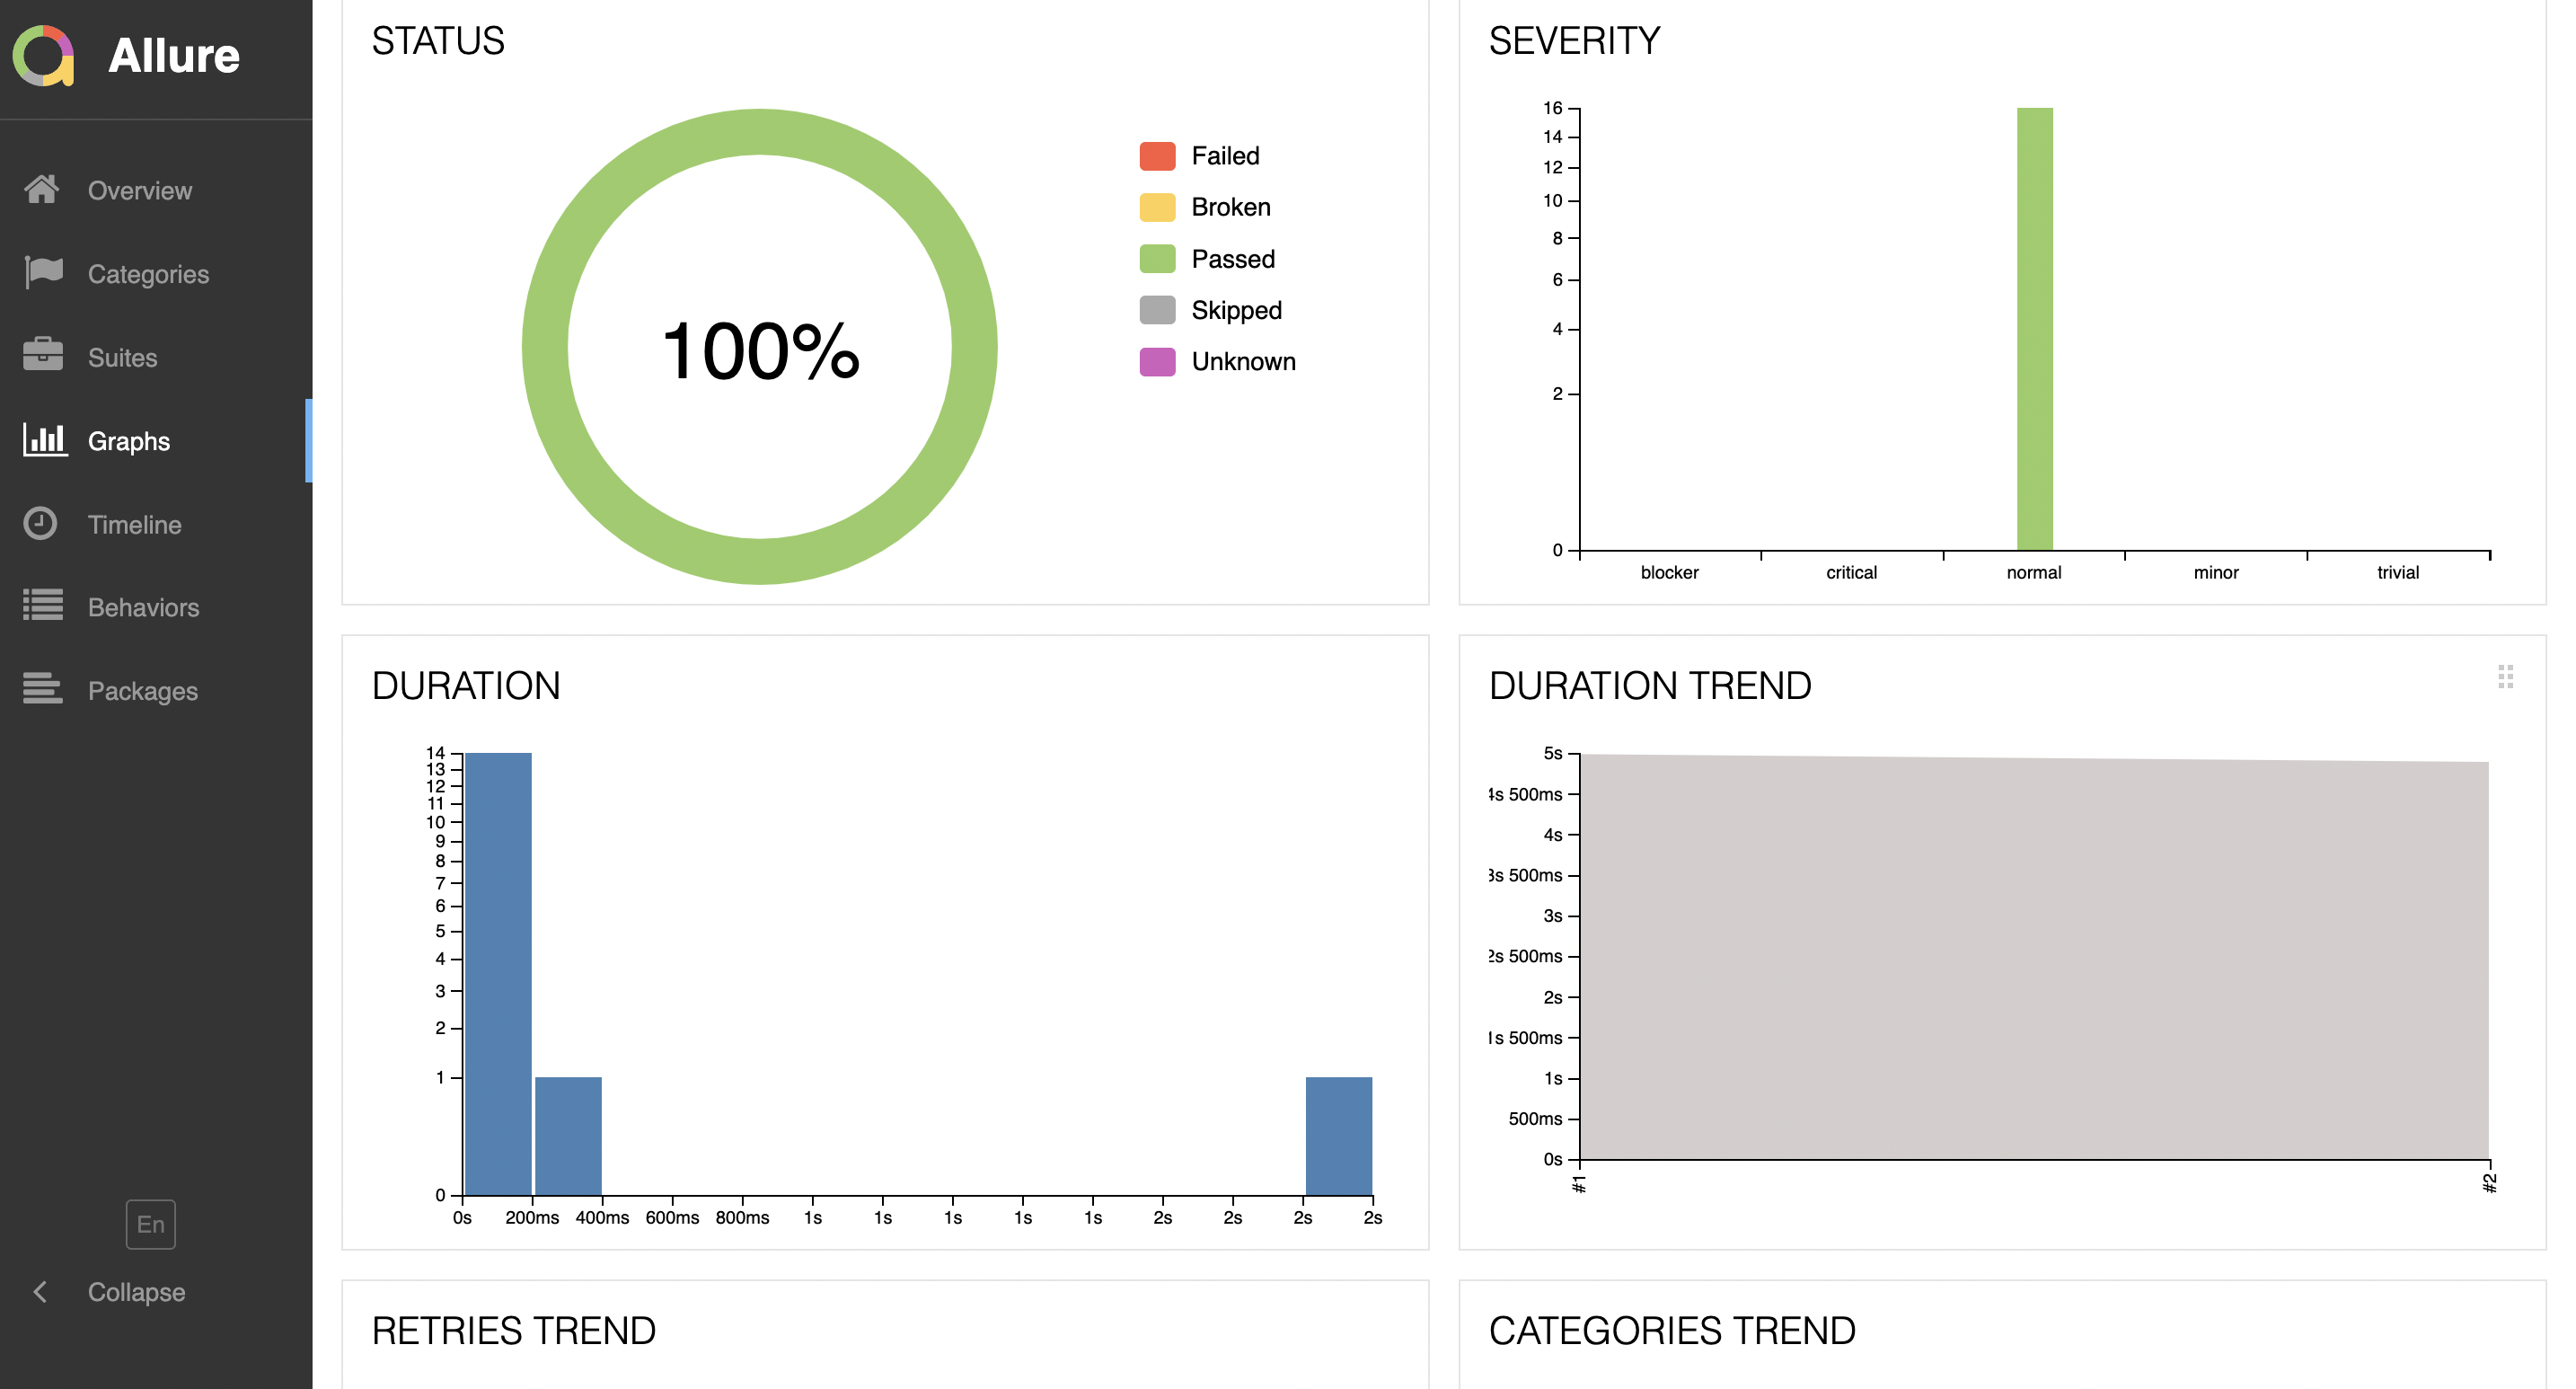 Allure
Overview
Categories
Suites
Graphs
Timeline
Behaviors
Packages
En
Collapse
STATUS
100%
Failed
Broken
Passed
Skipped
Unknown
SEVERITY
16
14
12
10
8
6
4
2
0
blocker critical normal minor trivial
DURATION
14
13
12
11
10
9
8
7
6
5
4
3
2
1
0
0s 200ms 400ms 600ms 800ms 1s 1s 1s 1s 1s 2s 2s 2s 2s
DURATION TREND
5s
4s 500ms
4s
3s 500ms
3s
2s 500ms
2s
1s 500ms
1s
500ms
0s
#1 #2
RETRIES TREND
CATEGORIES TREND